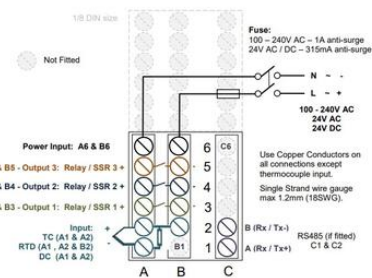 1/8 DIN size
Not Fitted
Fuse:
100 – 240V AC – 1A anti-surge
24V AC / DC – 315mA anti-surge
N ~ -
L ~ +
100 - 240V AC
24V AC
24V DC
Power Input: A6 & B6
6
C6
& B5 - Output 3: Relay / SSR 3 +
5
& B4 - Output 2: Relay / SSR 2 +
4
& B3 - Output 1: Relay / SSR 1 +
3
Use Copper Conductors on
all connections except
thermocouple input.
Single Strand wire gauge
max 1.2mm (18SWG).
Input: +
TC (A1 & A2)
RTD (A1 , A2 & B2)
DC (A1 & A2) -
2
B1
1
B (Rx / Tx-)
A (Rx / Tx+)
RS485 (if fitted)
C1 & C2
A B C